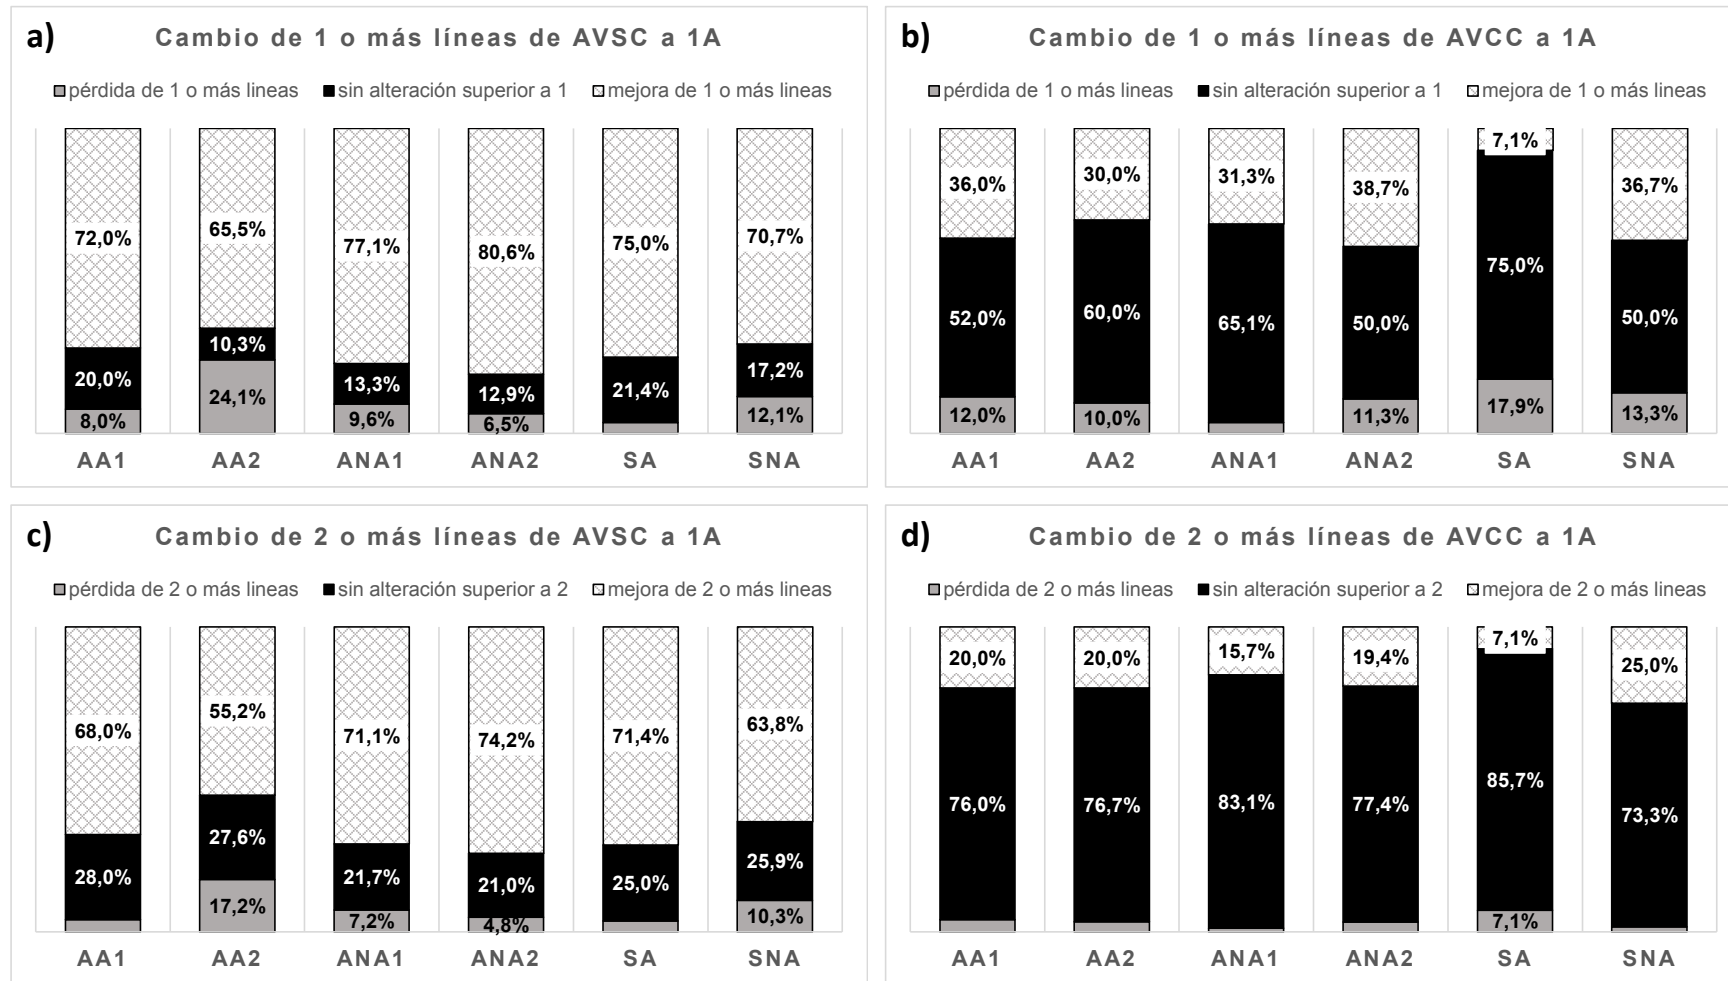 a) Cambio de 1 o más líneas de AVSC a 1A
pérdida de 1 o más lineas sin alteración superior a 1 mejora de 1 o más lineas
72,0% 65,5% 77,1% 80,6% 75,0% 70,7%
20,0% 10,3% 13,3% 12,9% 21,4% 17,2%
8,0% 24,1% 9,6% 6,5% 12,1%
AA1 AA2 ANA1 ANA2 SA SNA
b) Cambio de 1 o más líneas de AVCC a 1A
pérdida de 1 o más lineas sin alteración superior a 1 mejora de 1 o más lineas
36,0% 30,0% 31,3% 38,7% 7,1% 36,7%
52,0% 60,0% 65,1% 50,0% 75,0% 50,0%
12,0% 10,0% 11,3% 17,9% 13,3%
AA1 AA2 ANA1 ANA2 SA SNA
c) Cambio de 2 o más líneas de AVSC a 1A
pérdida de 2 o más lineas sin alteración superior a 2 mejora de 2 o más lineas
68,0% 55,2% 71,1% 74,2% 71,4% 63,8%
28,0% 27,6% 21,7% 21,0% 25,0% 25,9%
17,2% 7,2% 4,8% 10,3%
AA1 AA2 ANA1 ANA2 SA SNA
d) Cambio de 2 o más líneas de AVCC a 1A
pérdida de 2 o más lineas sin alteración superior a 2 mejora de 2 o más lineas
20,0% 20,0% 15,7% 19,4% 7,1% 25,0%
76,0% 76,7% 83,1% 77,4% 85,7% 73,3%
7,1%
AA1 AA2 ANA1 ANA2 SA SNA